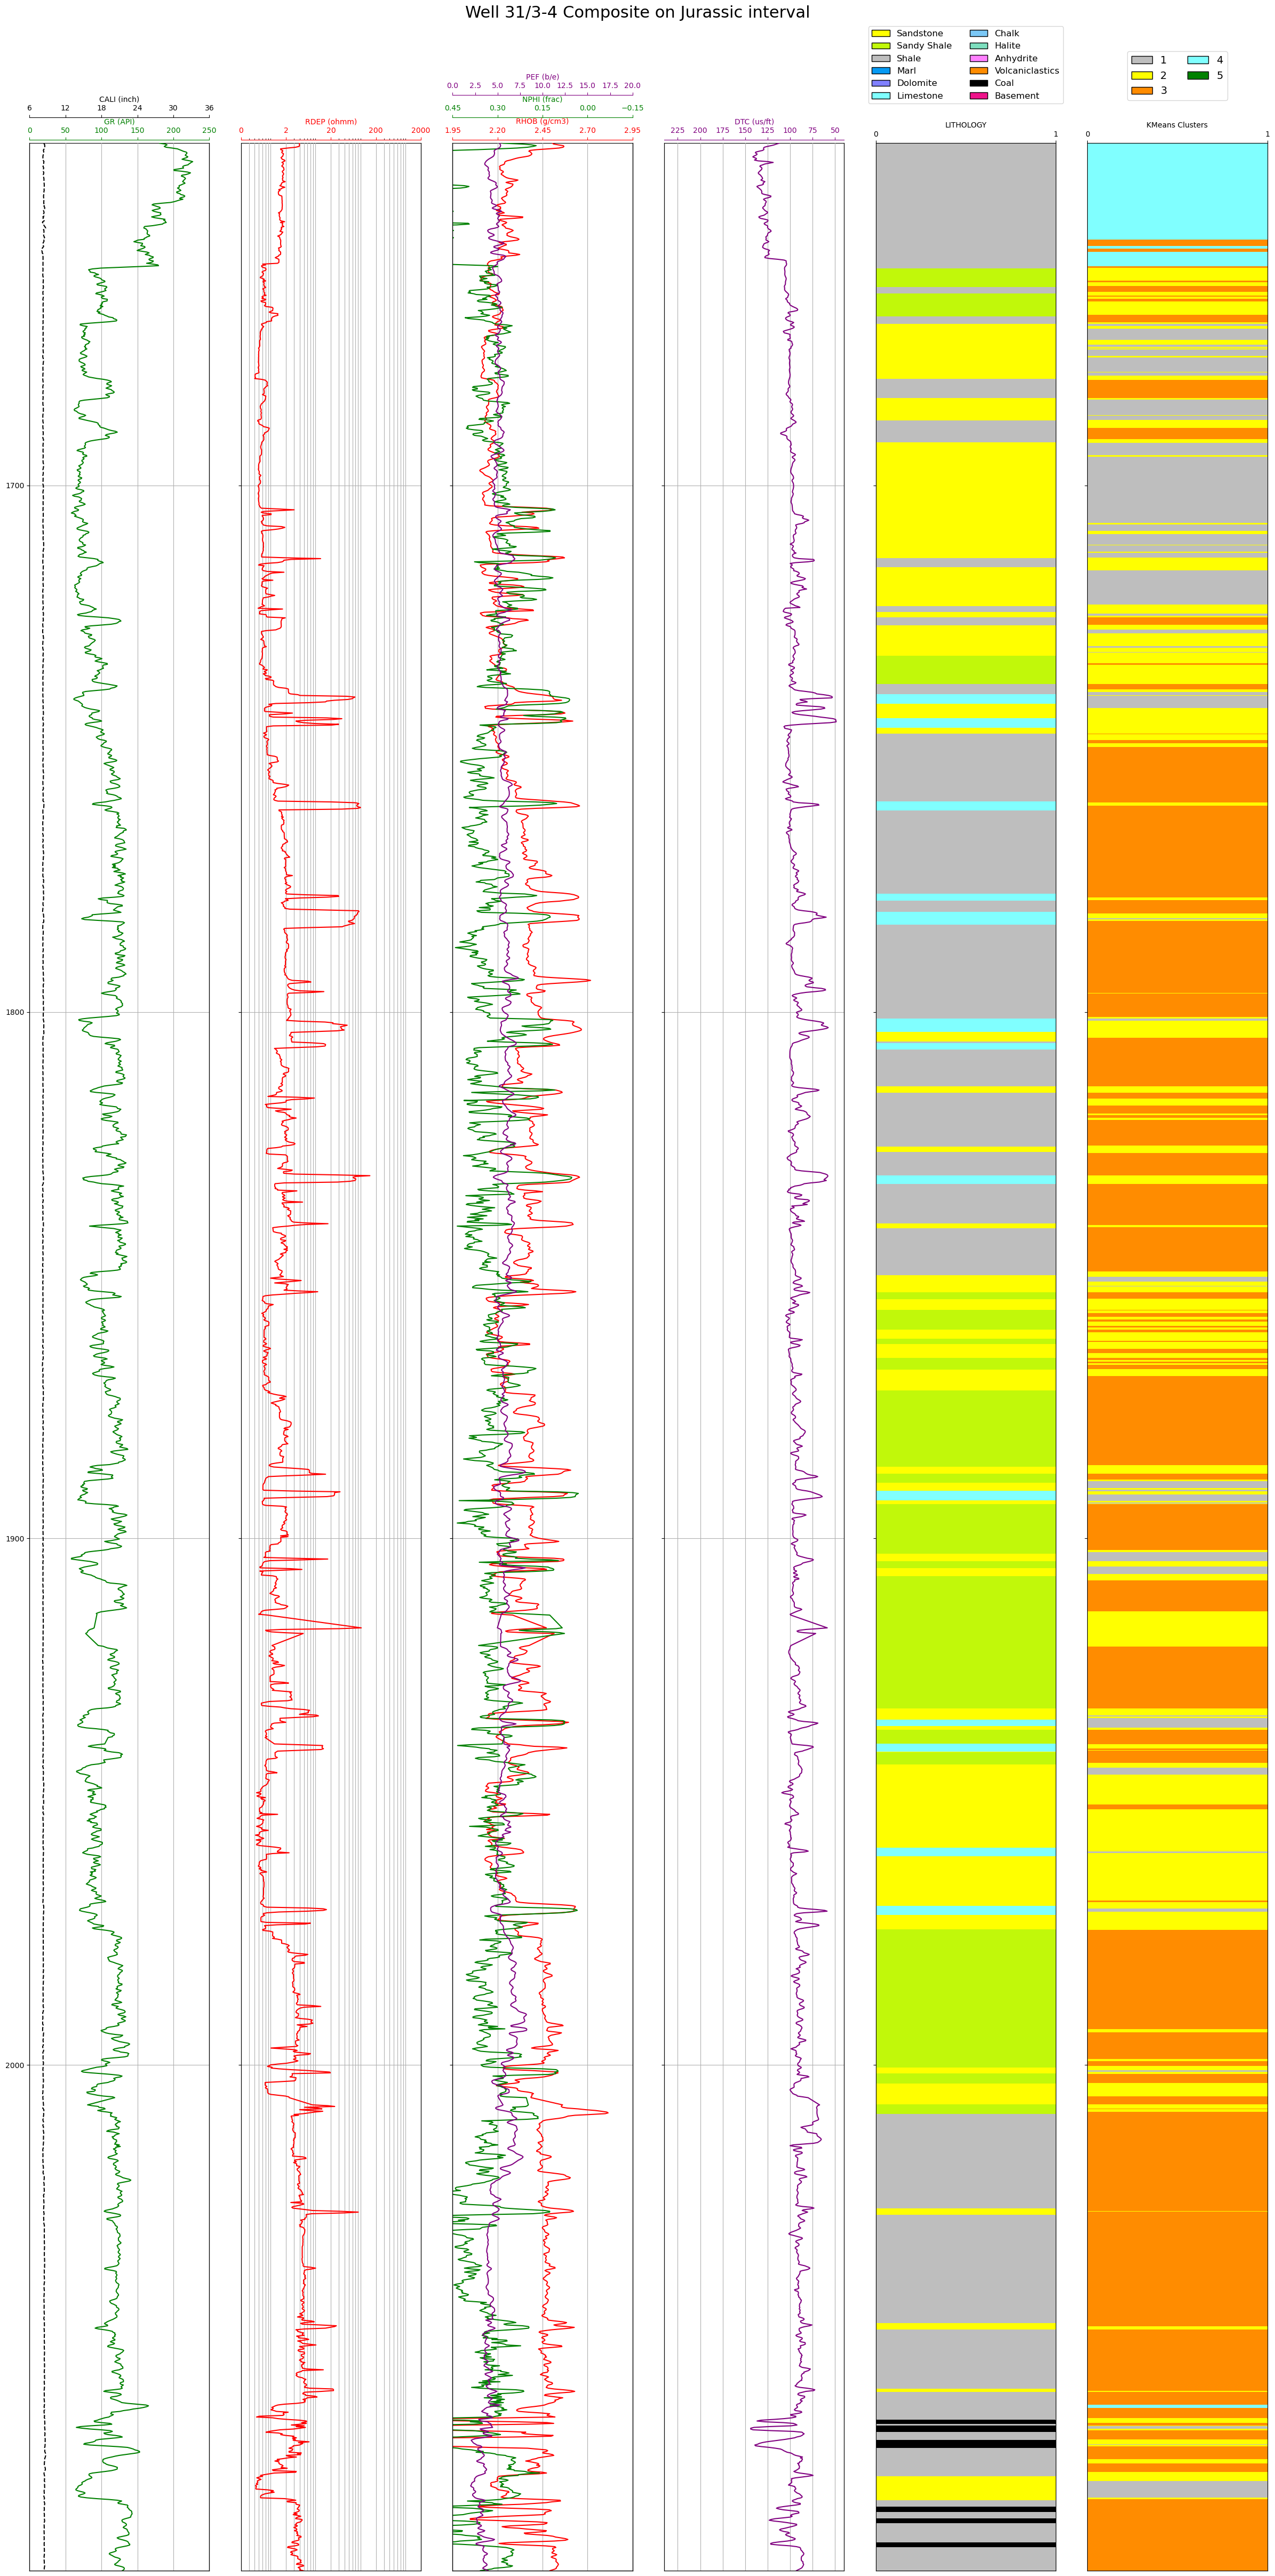 Well 31/3-4 Composite on Jurassic interval
Sandstone
Sandy Shale
Shale
Marl
Dolomite
Limestone
Chalk
Halite
Anhydrite
Volcaniclastics
Coal
Basement
1
2
3
4
5
PEF (b/e)
0.0 2.5 5.0 7.5 10.0 12.5 15.0 17.5 20.0
CALI (inch)
6 12 18 24 30 36
NPHI (frac)
0.45 0.30 0.15 0.00 −0.15
GR (API)
0 50 100 150 200 250
RDEP (ohmm)
0 2 20 200 2000
RHOB (g/cm3)
1.95 2.20 2.45 2.70 2.95
DTC (us/ft)
225 200 175 150 125 100 75 50
LITHOLOGY
0 1
KMeans Clusters
0 1
1700
1800
1900
2000